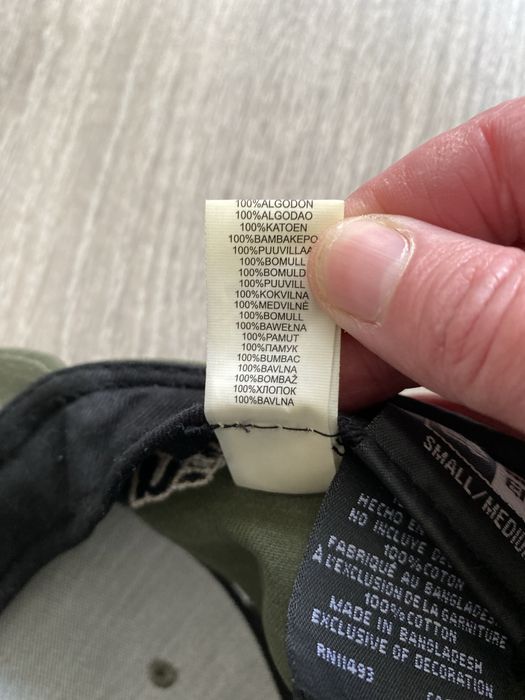 100%ALGODON
100%ALGODAO
100%KATOEN
100%BAMBAKEPO
100%PUUVILLAA
100%BOMULL
100%BOMULD
100%PUUVILL
100%KOKVILNA
100%MEDVILNĖ
100%BOMULL
100%BAWEŁNA
100%PAMUT
100%ПАМУК
100%BUMBAC
100%BAVLNA
100%BOMBAŽ
100%ХЛОПОК
100%BAVLNA
SMALL/MEDIU
HECHO E
NO INCLUYE DE
100%COTON
FABRIQUÉ AU BANGLADES
À L'EXCLUSION DE LA GARNITURE
100%COTTON
MADE IN BANGLADESH
EXCLUSIVE OF DECORATION
RN11493